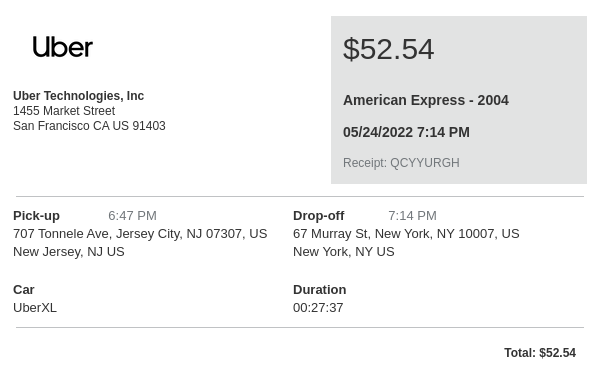 Uber
$52.54
Uber Technologies, Inc
1455 Market Street
San Francisco CA US 91403
American Express - 2004
05/24/2022 7:14 PM
Receipt: QCYYURGH
Pick-up 6:47 PM
707 Tonnele Ave, Jersey City, NJ 07307, US
New Jersey, NJ US
Drop-off 7:14 PM
67 Murray St, New York, NY 10007, US
New York, NY US
Car
UberXL
Duration
00:27:37
Total: $52.54